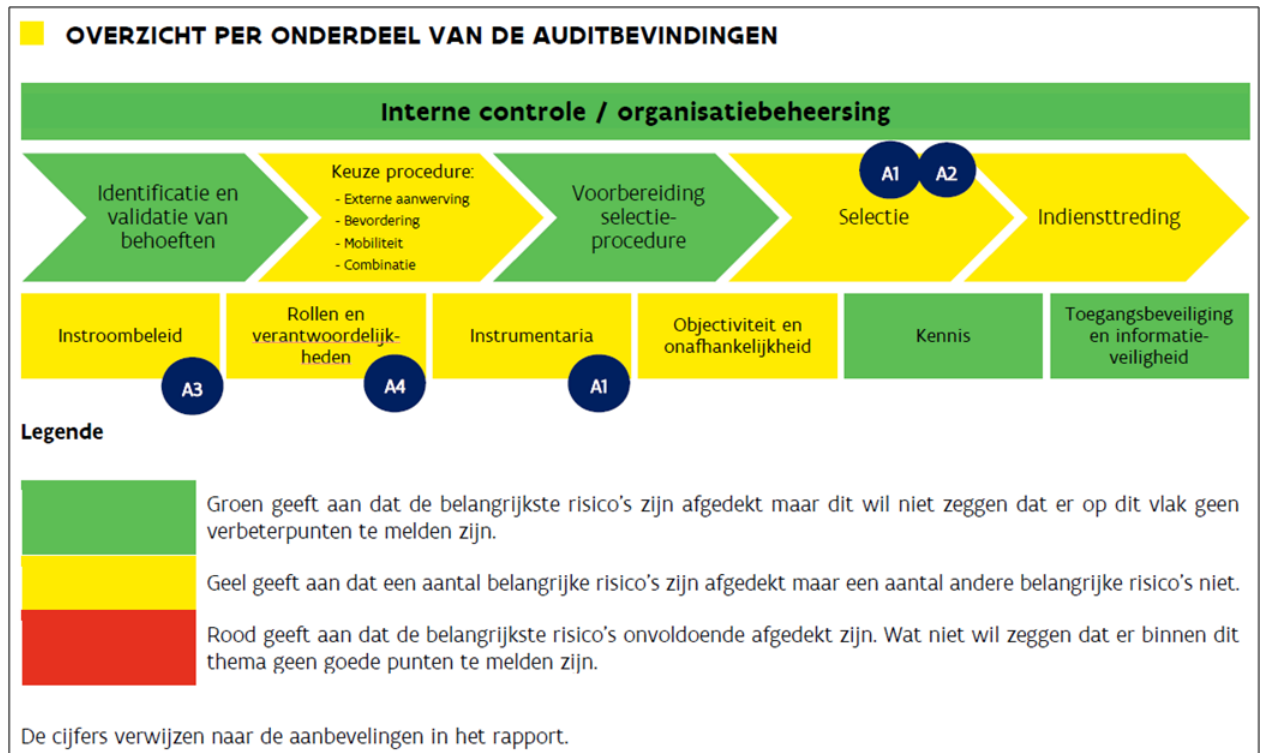 OVERZICHT PER ONDERDEEL VAN DE AUDITBEVINDINGEN
Interne controle / organisatiebeheersing
Identificatie en
validatie van
behoeften
Keuze procedure:
- Externe aanwerving
- Bevordering
- Mobiliteit
- Combinatie
Voorbereiding
selectie-
procedure
A1 A2
Selectie
Indiensttreding
Instroombeleid
A3
Rollen en
verantwoordelijk-
heden
A4
Instrumentaria
A1
Objectiviteit en
onafhankelijkheid
Kennis
Toegangsbeveiliging
en informatie-
veiligheid
Legende
Groen geeft aan dat de belangrijkste risico's zijn afgedekt maar dit wil niet zeggen dat er op dit vlak geen
verbeterpunten te melden zijn.
Geel geeft aan dat een aantal belangrijke risico's zijn afgedekt maar een aantal andere belangrijke risico's niet.
Rood geeft aan dat de belangrijkste risico's onvoldoende afgedekt zijn. Wat niet wil zeggen dat er binnen dit
thema geen goede punten te melden zijn.
De cijfers verwijzen naar de aanbevelingen in het rapport.